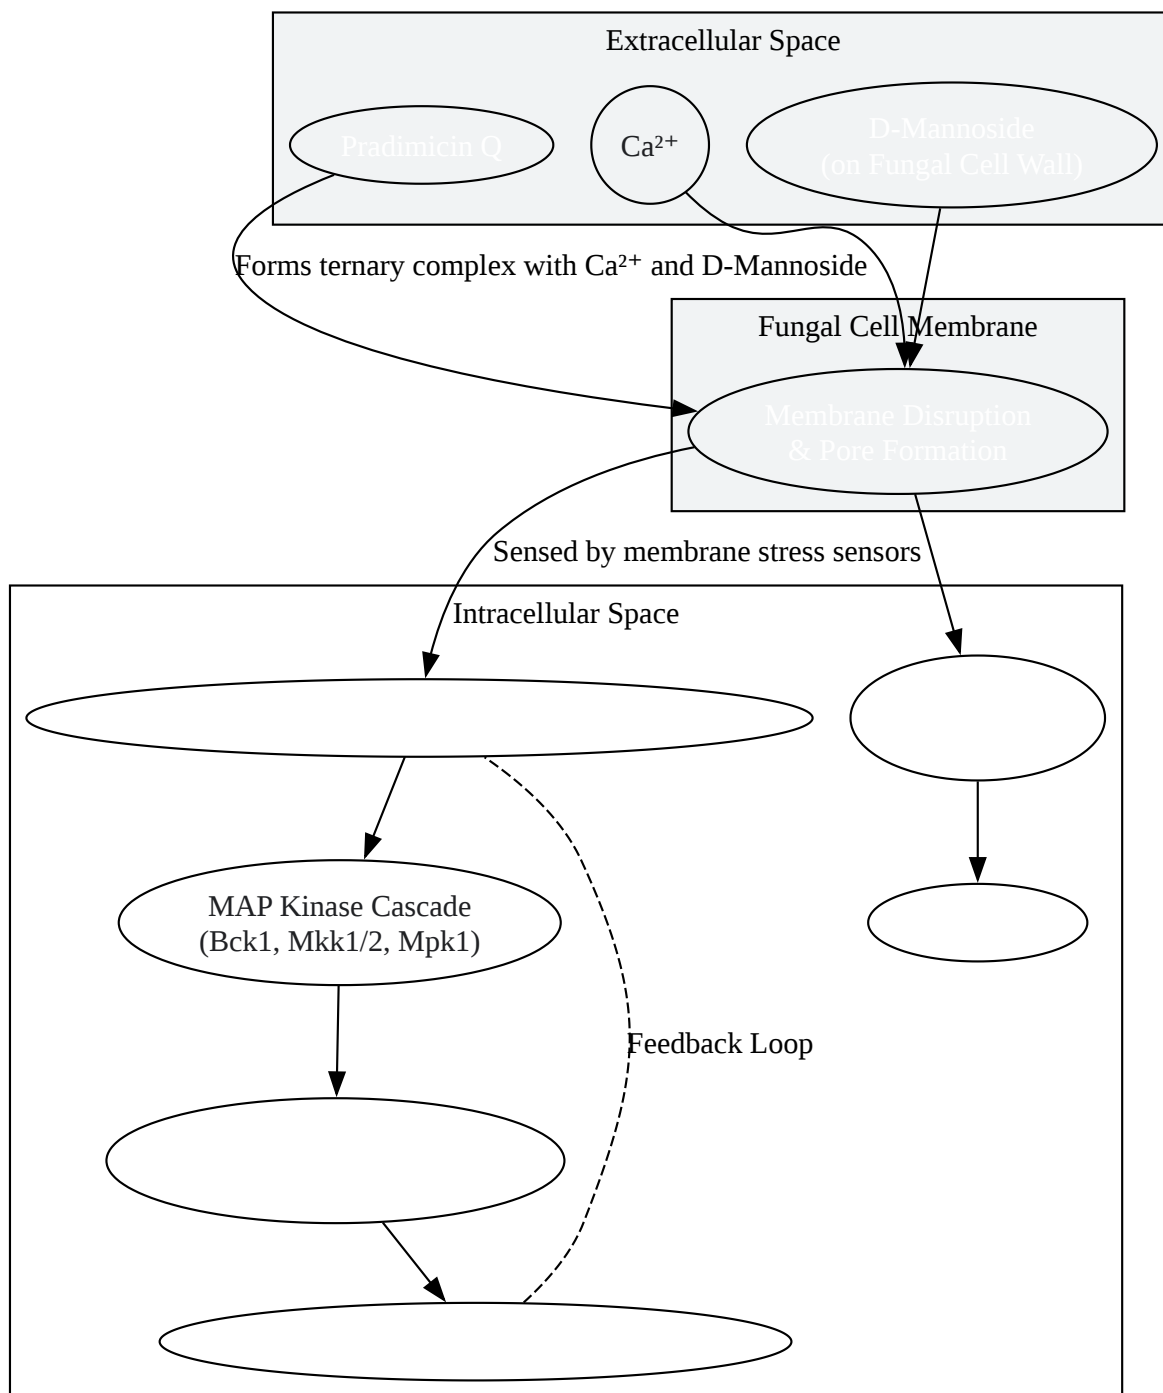 Extracellular Space
Pradimicin Q
Ca²⁺
D-Mannoside
(on Fungal Cell Wall)
Forms ternary complex with Ca²⁺ and D-Mannoside
Fungal Cell Membrane
Membrane Disruption
& Pore Formation
Sensed by membrane stress sensors
Intracellular Space
MAP Kinase Cascade
(Bck1, Mkk1/2, Mpk1)
Feedback Loop